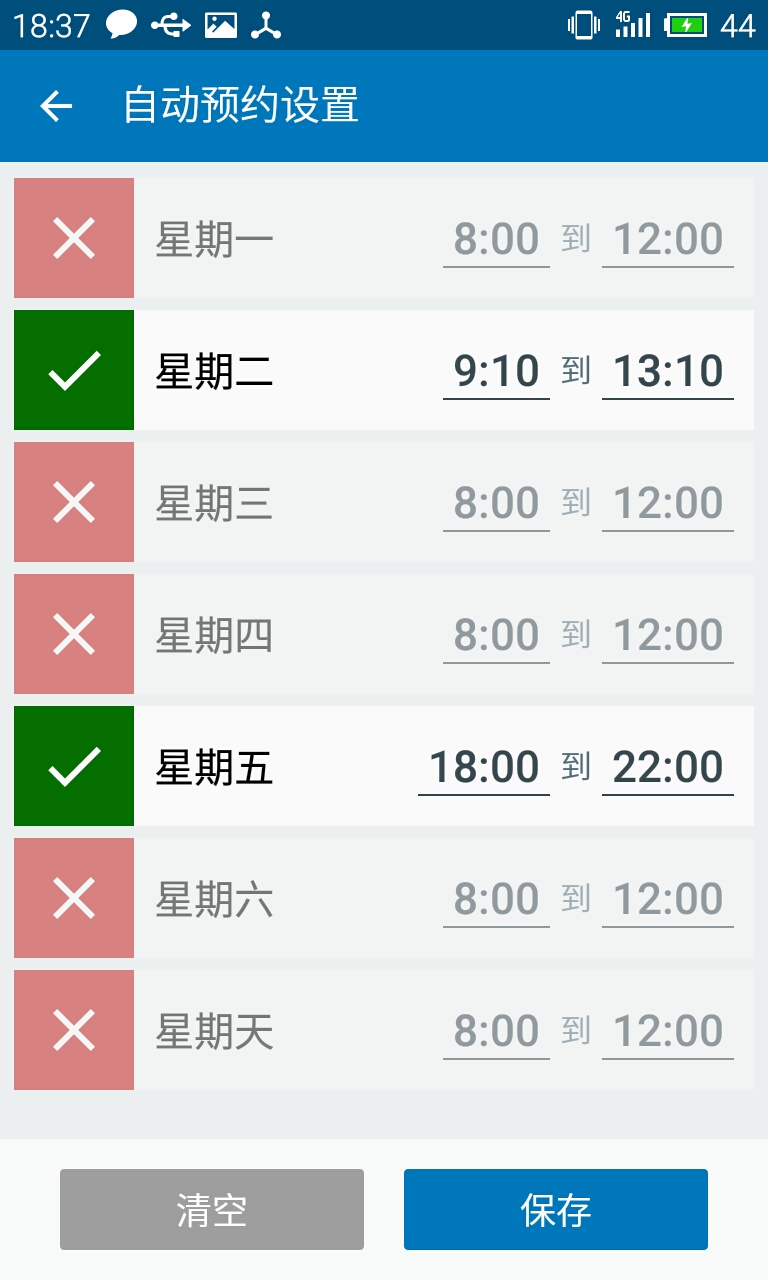 18:37 4G 44
自动预约设置
星期一 8:00 到 12:00
星期二 9:10 到 13:10
星期三 8:00 到 12:00
星期四 8:00 到 12:00
星期五 18:00 到 22:00
星期六 8:00 到 12:00
星期天 8:00 到 12:00
清空 保存